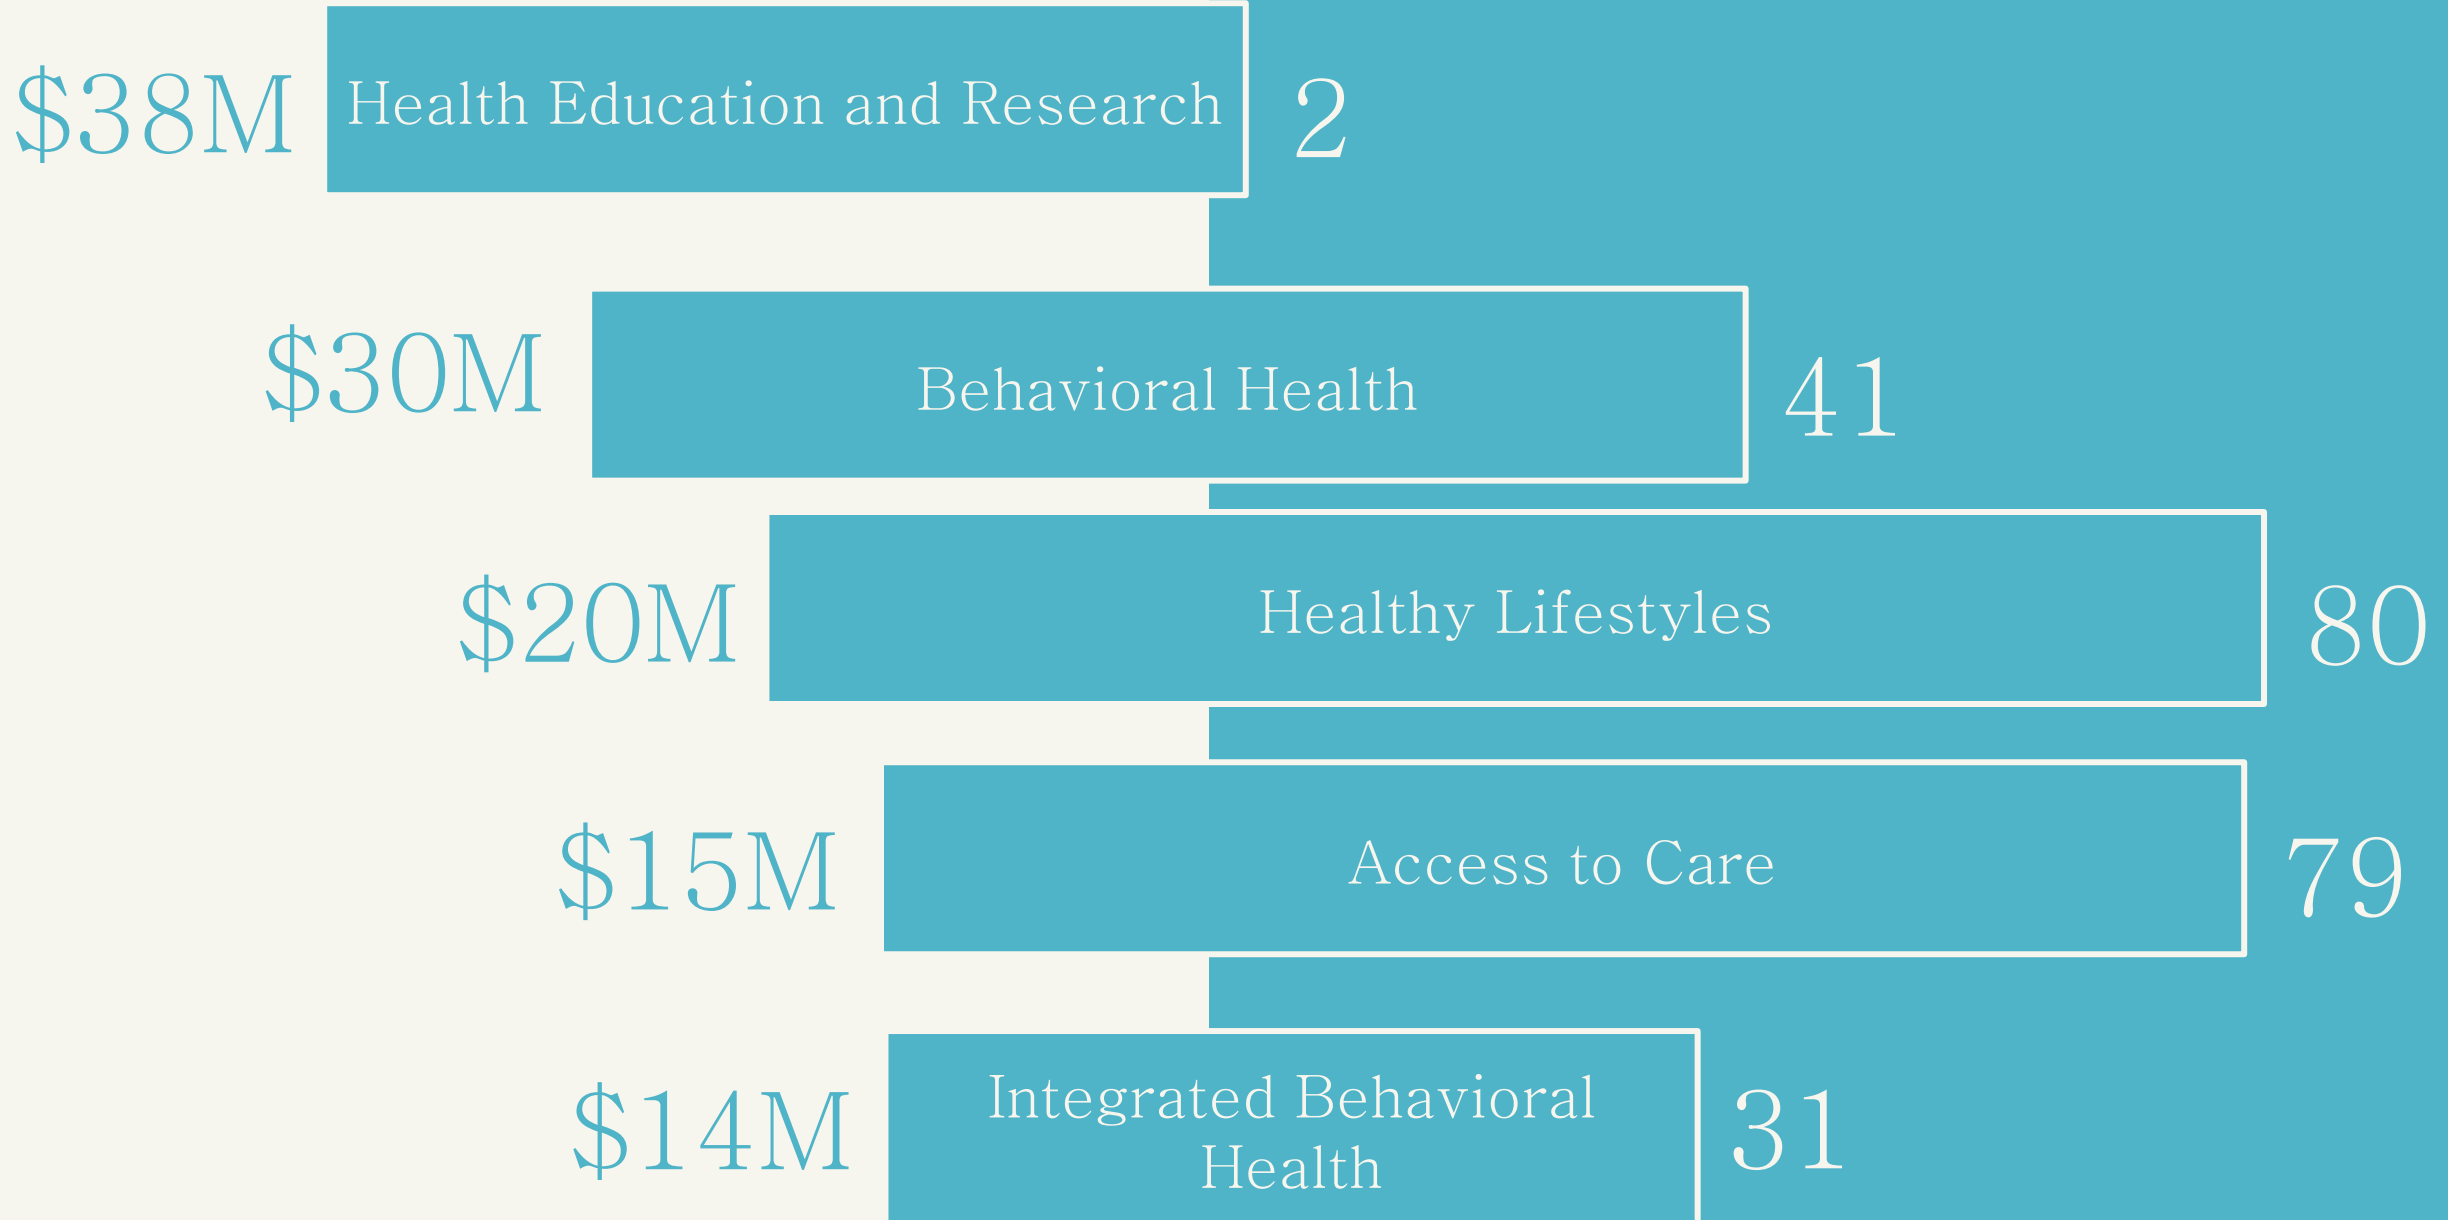 $38M Health Education and Research 2
$30M Behavioral Health 41
$20M Healthy Lifestyles 80
$15M Access to Care 79
$14M Integrated Behavioral 31
Health